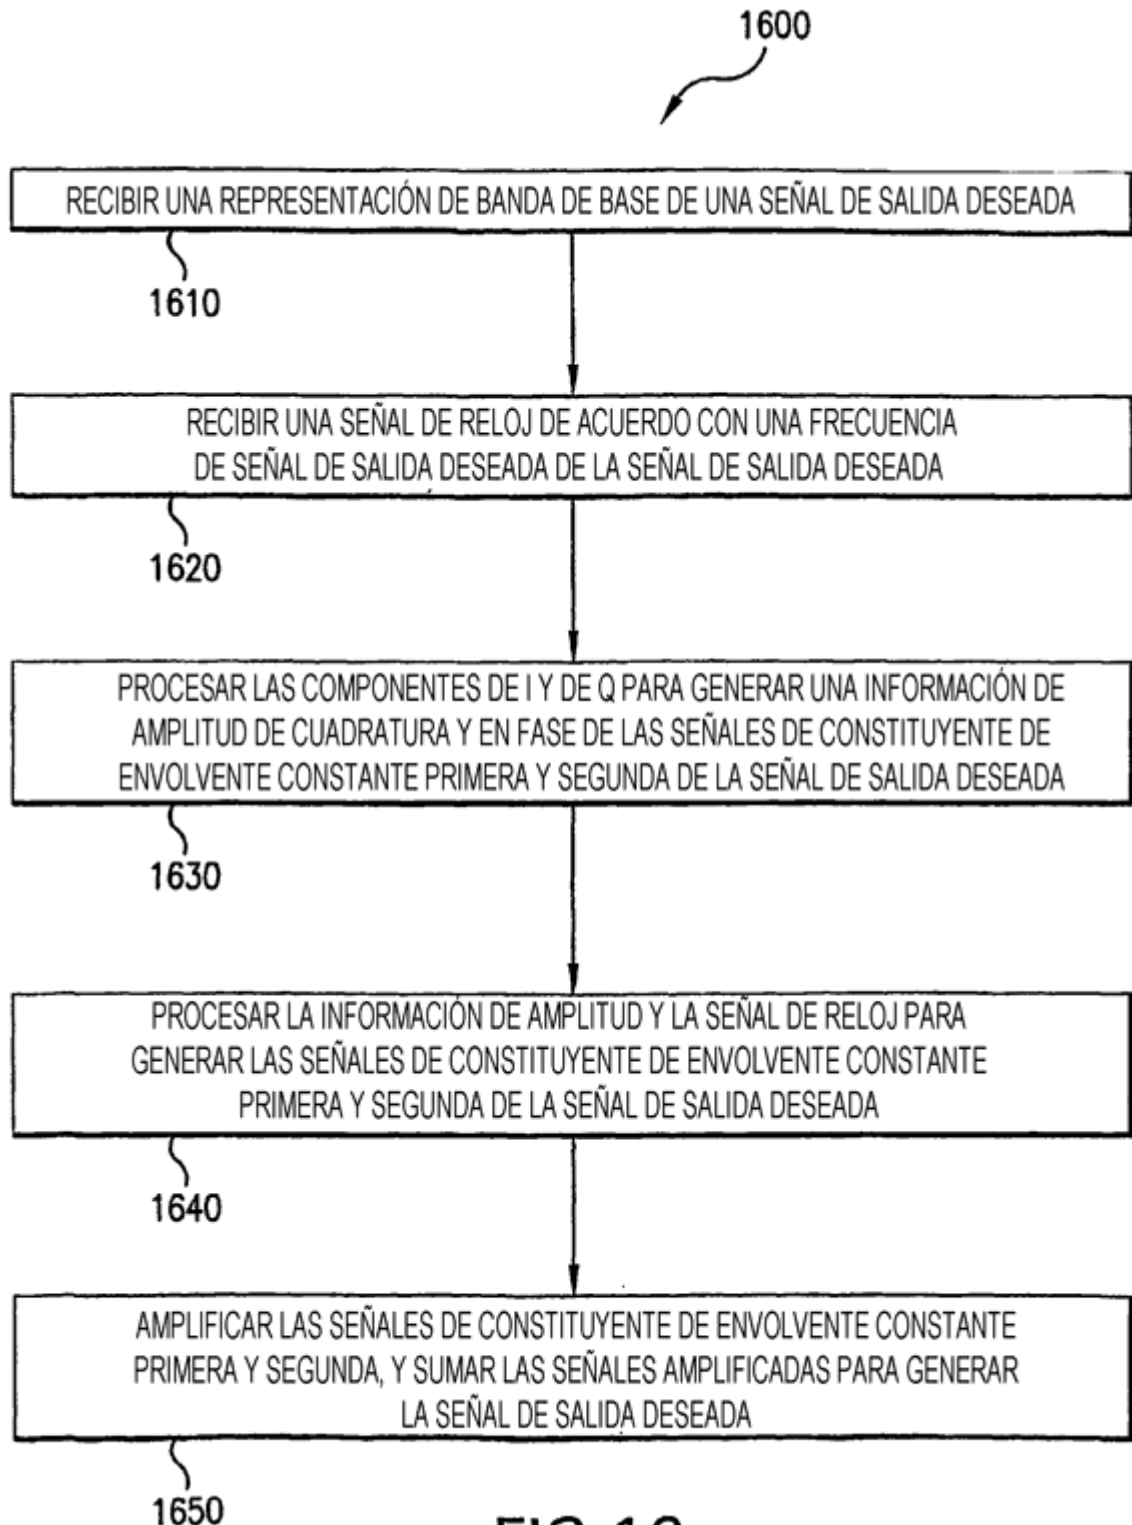 1600
RECIBIR UNA REPRESENTACIÓN DE BANDA DE BASE DE UNA SEÑAL DE SALIDA DESEADA
1610
RECIBIR UNA SEÑAL DE RELOJ DE ACUERDO CON UNA FRECUENCIA
DE SEÑAL DE SALIDA DESEADA DE LA SEÑAL DE SALIDA DESEADA
1620
PROCESAR LAS COMPONENTES DE I Y DE Q PARA GENERAR UNA INFORMACIÓN DE
AMPLITUD DE CUADRATURA Y EN FASE DE LAS SEÑALES DE CONSTITUYENTE DE
ENVOLVENTE CONSTANTE PRIMERA Y SEGUNDA DE LA SEÑAL DE SALIDA DESEADA
1630
PROCESAR LA INFORMACIÓN DE AMPLITUD Y LA SEÑAL DE RELOJ PARA
GENERAR LAS SEÑALES DE CONSTITUYENTE DE ENVOLVENTE CONSTANTE
PRIMERA Y SEGUNDA DE LA SEÑAL DE SALIDA DESEADA
1640
AMPLIFICAR LAS SEÑALES DE CONSTITUYENTE DE ENVOLVENTE CONSTANTE
PRIMERA Y SEGUNDA, Y SUMAR LAS SEÑALES AMPLIFICADAS PARA GENERAR
LA SEÑAL DE SALIDA DESEADA
1650